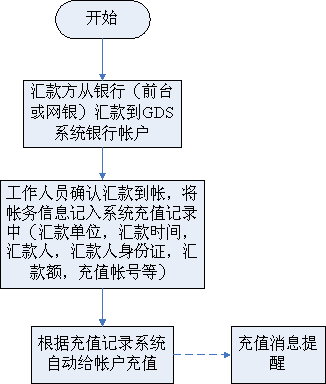 开始
汇款方从银行（前台
或网银）汇款到GDS
系统银行帐户
工作人员确认汇款到帐，将
帐务信息记入系统充值记录
中（汇款单位，汇款时间，
汇款人，汇款人身份证，汇
款额，充值帐号等）
根据充值记录系统
自动给帐户充值
充值消息提
醒